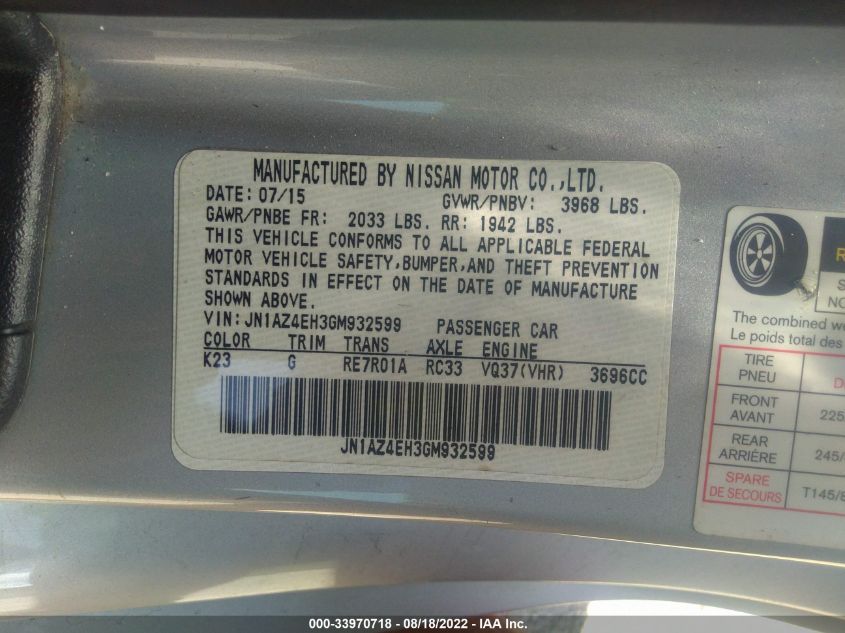 MANUFACTURED BY NISSAN MOTOR CO.,LTD.
DATE: 07/15 GVWR/PNBV: 3968 LBS.
GAWR/PNBE FR: 2033 LBS. RR: 1942 LBS.
THIS VEHICLE CONFORMS TO ALL APPLICABLE FEDERAL
MOTOR VEHICLE SAFETY,BUMPER,AND THEFT PREVENTION
STANDARDS IN EFFECT ON THE DATE OF MANUFACTURE
SHOWN ABOVE.
VIN:JN1AZ4EH3GM932599 PASSENGER CAR
COLOR TRIM TRANS AXLE ENGINE
K23 G RE7R01A RC33 VQ37(VHR) 3696CC
JN1AZ4EH3GM932599
The combined
Le poids total des
TIRE
PNEU
FRONT
AVANT
225
REAR
ARRIÈRE
245/
SPARE
DE SECOURS
T145/8
000-33970718 - 08/18/2022 - IAA Inc.